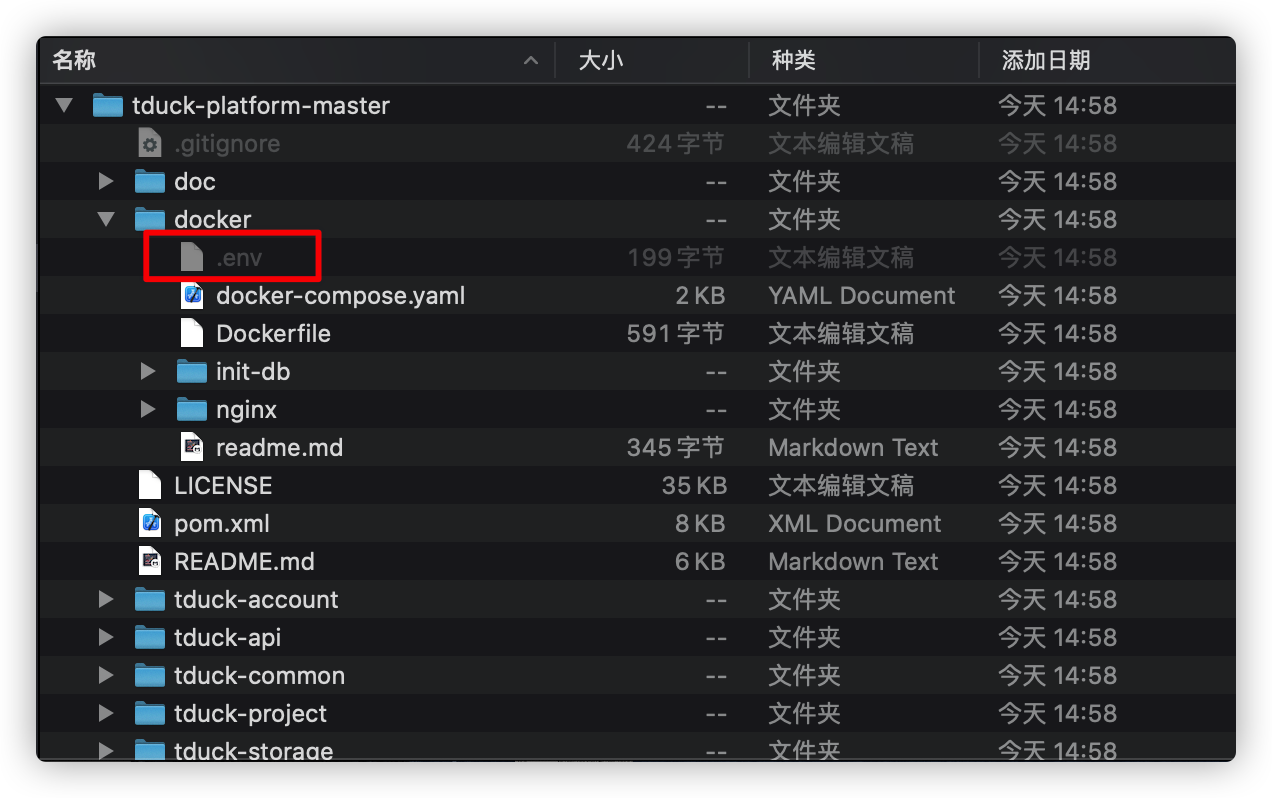 名称 大小 种类 添加日期
tduck-platform-master -- 文件夹 今天 14:58
.gitignore 424 字节 文本编辑文稿 今天 14:58
doc -- 文件夹 今天 14:58
docker -- 文件夹 今天 14:58
.env 199 字节 文本编辑文稿 今天 14:58
docker-compose.yaml 2 KB YAML Document 今天 14:58
Dockerfile 591 字节 文本编辑文稿 今天 14:58
init-db -- 文件夹 今天 14:58
nginx -- 文件夹 今天 14:58
readme.md 345 字节 Markdown Text 今天 14:58
LICENSE 35 KB 文本编辑文稿 今天 14:58
pom.xml 8 KB XML Document 今天 14:58
README.md 6 KB Markdown Text 今天 14:58
tduck-account -- 文件夹 今天 14:58
tduck-api -- 文件夹 今天 14:58
tduck-common -- 文件夹 今天 14:58
tduck-project -- 文件夹 今天 14:58
tduck-storage -- 文件夹 今天 14:58